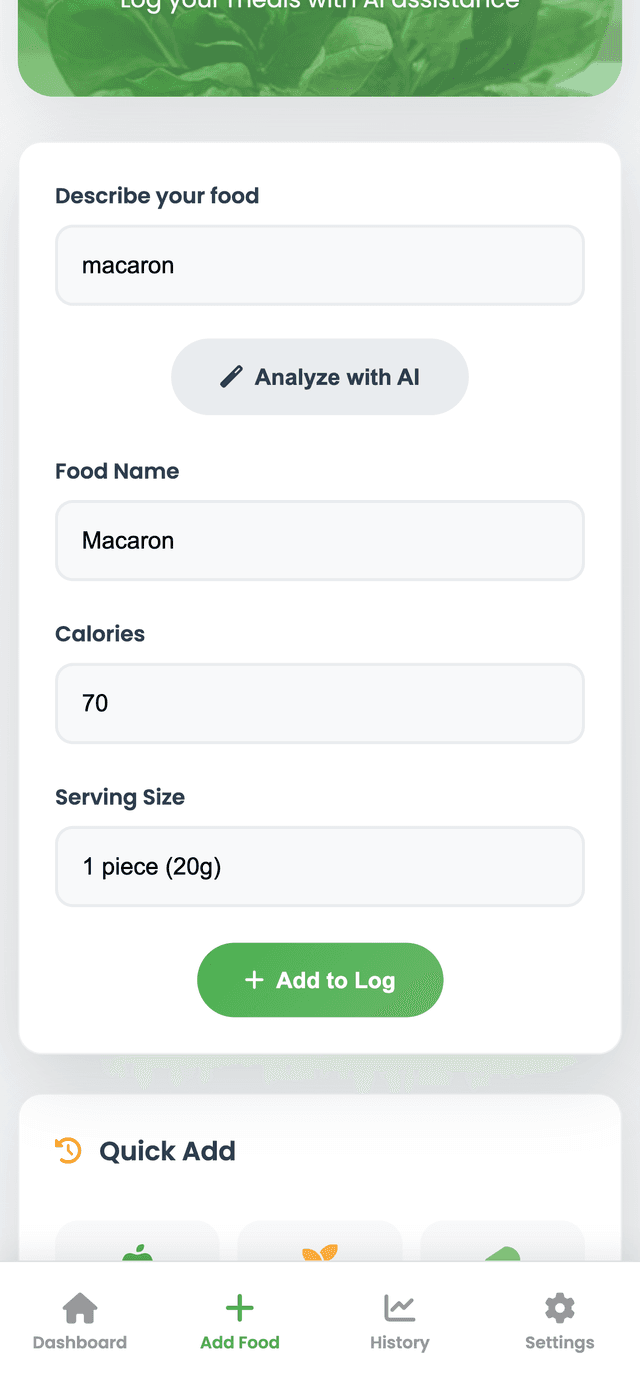 Log your meals with AI assistance
Describe your food
macaron
Analyze with AI
Food Name
Macaron
Calories
70
Serving Size
1 piece (20g)
Add to Log
Quick Add
Dashboard
Add Food
History
Settings